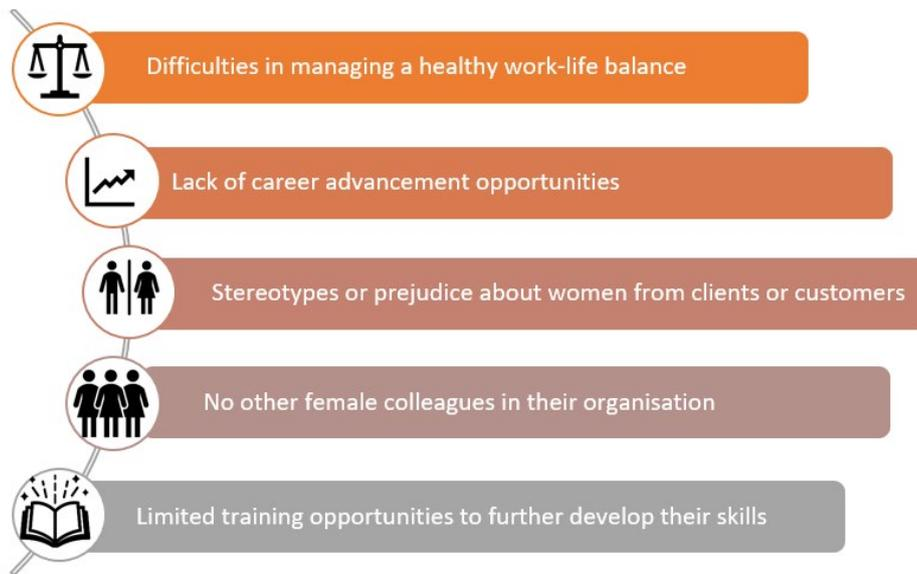 Difficulties in managing a healthy work-life balance
Lack of career advancement opportunities
Stereotypes or prejudice about women from clients or customers
No other female colleagues in their organisation
Limited training opportunities to further develop their skills